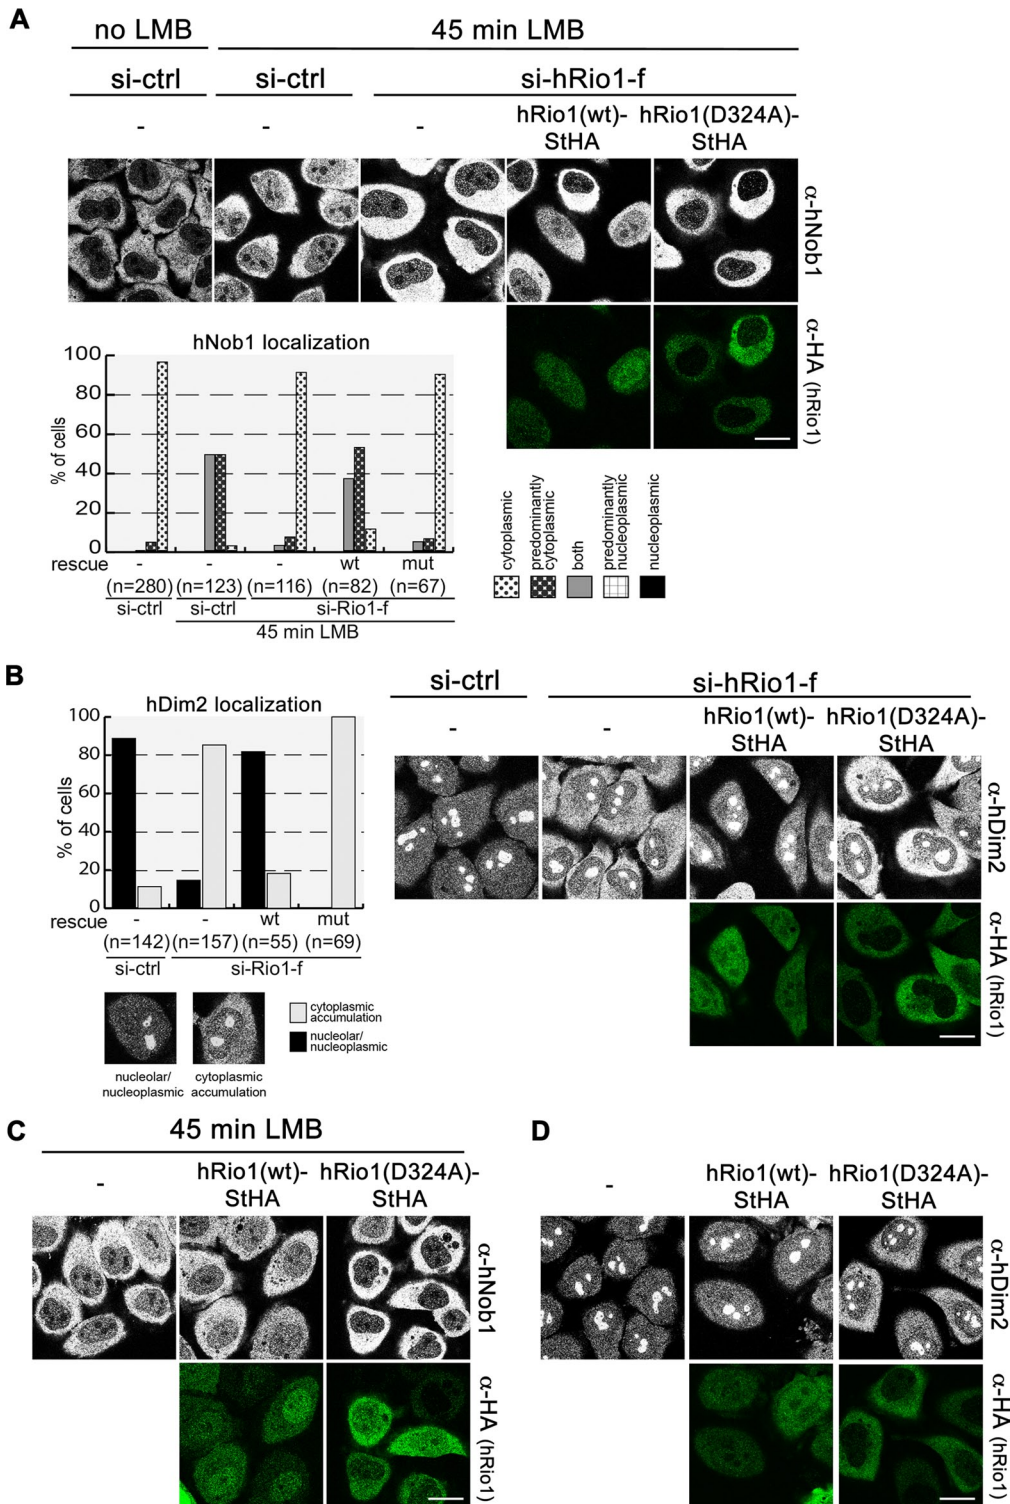 A
no LMB
45 min LMB
si-ctrl
si-ctrl
si-hRio1-f
-
-
-
hRio1(wt)-
StHA
hRio1(D324A)-
StHA
α-hNob1
α-HA (hRio1)
hNob1 localization
% of cells
100
80
60
40
20
0
rescue
-
-
-
wt
mut
(n=280)
(n=123)
(n=116)
(n=82)
(n=67)
si-ctrl
si-ctrl
si-Rio1-f
45 min LMB
cytoplasmic
predominantly
cytoplasmic
both
predominantly
nucleoplasmic
nucleoplasmic
B
hDim2 localization
% of cells
100
80
60
40
20
0
rescue
-
-
wt
mut
(n=142)
(n=157)
(n=55)
(n=69)
si-ctrl
si-Rio1-f
nucleolar/
nucleoplasmic
cytoplasmic
accumulation
cytoplasmic
accumulation
nucleolar/
nucleoplasmic
si-ctrl
si-hRio1-f
-
-
hRio1(wt)-
StHA
hRio1(D324A)-
StHA
α-hDim2
α-HA (hRio1)
C
45 min LMB
-
hRio1(wt)-
StHA
hRio1(D324A)-
StHA
α-hNob1
α-HA (hRio1)
D
-
hRio1(wt)-
StHA
hRio1(D324A)-
StHA
α-hDim2
α-HA (hRio1)